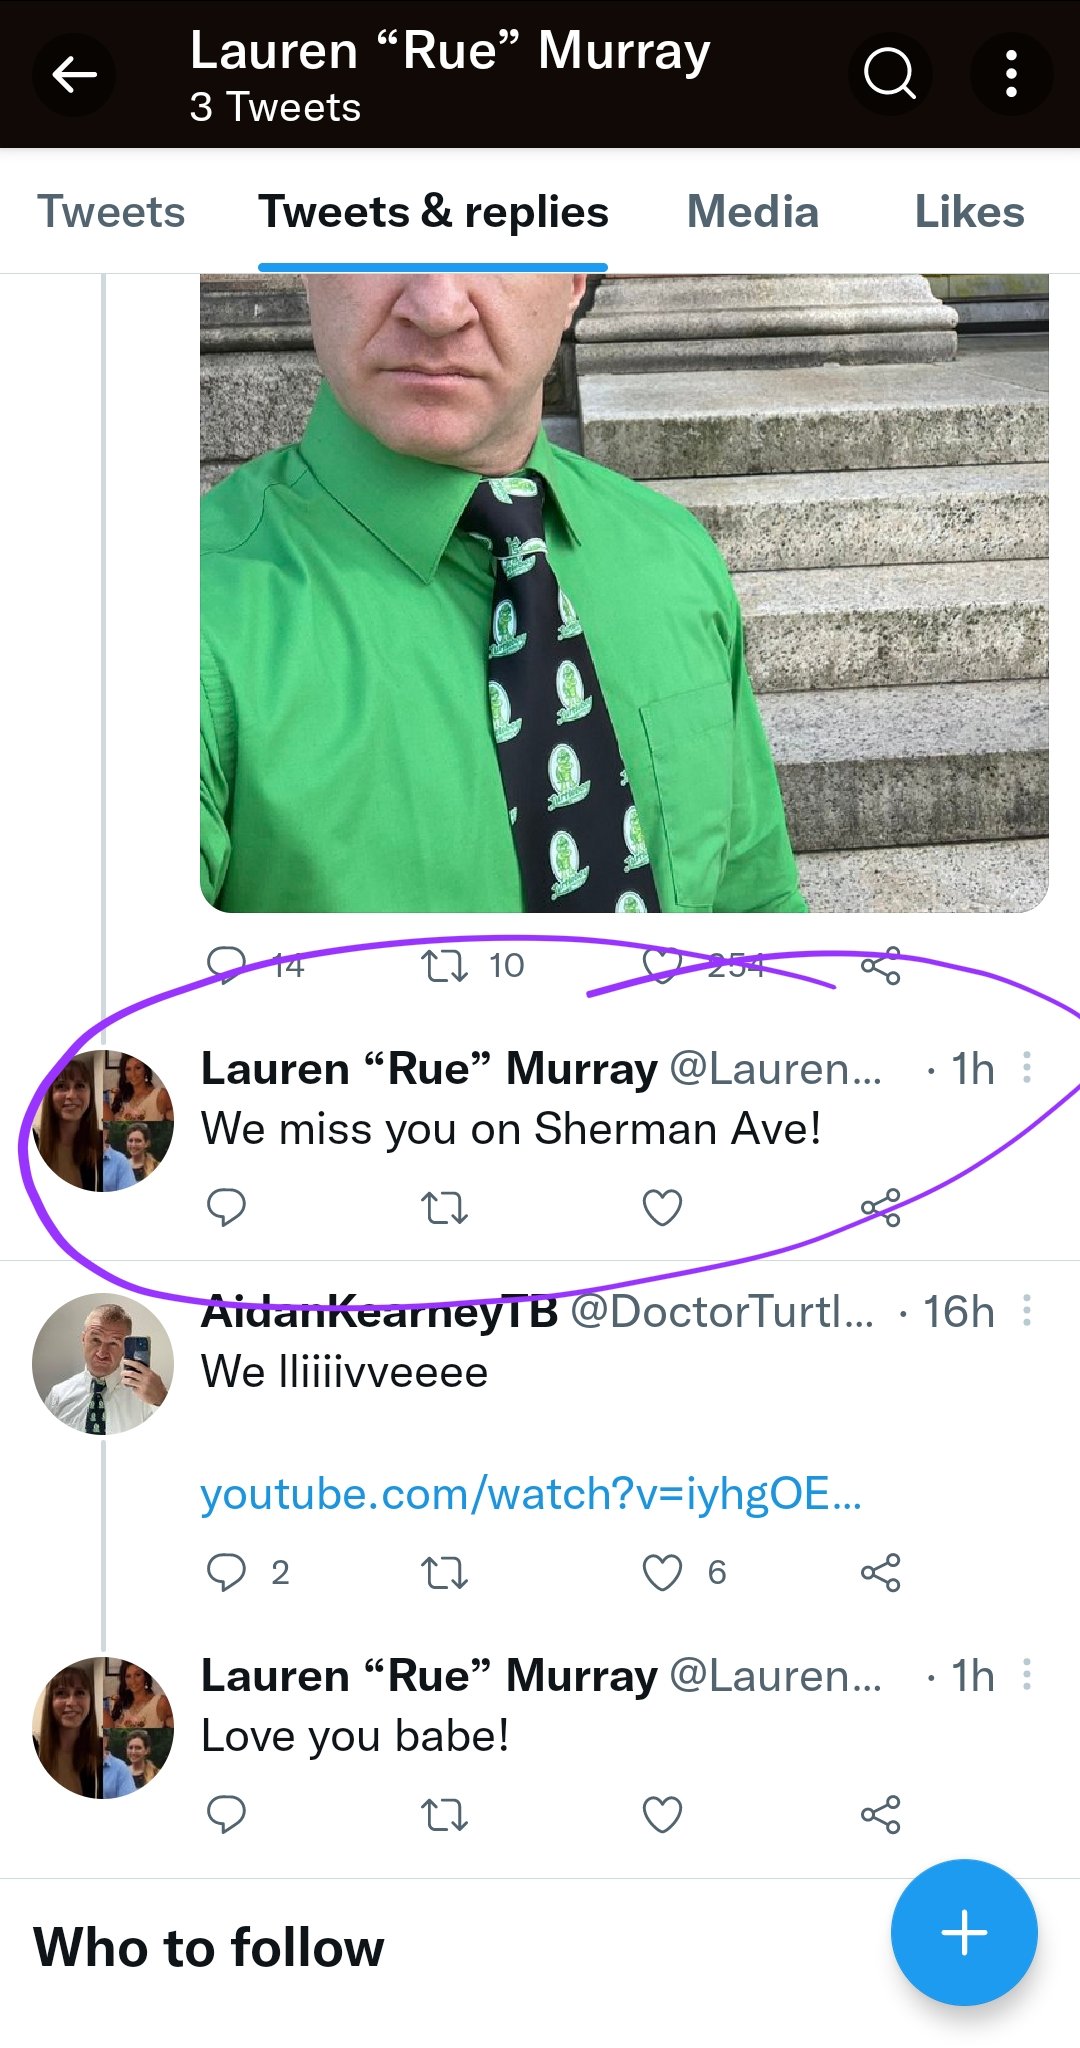 Lauren “Rue” Murray
3 Tweets
Tweets Tweets & replies Media Likes
14 10 254
Lauren “Rue” Murray @Lauren... · 1h
We miss you on Sherman Ave!
AidanKearneyTB @DoctorTurtl... · 16h
We lliiiivveeee
youtube.com/watch?v=iyhgOE...
2 6
Lauren “Rue” Murray @Lauren... · 1h
Love you babe!
Who to follow